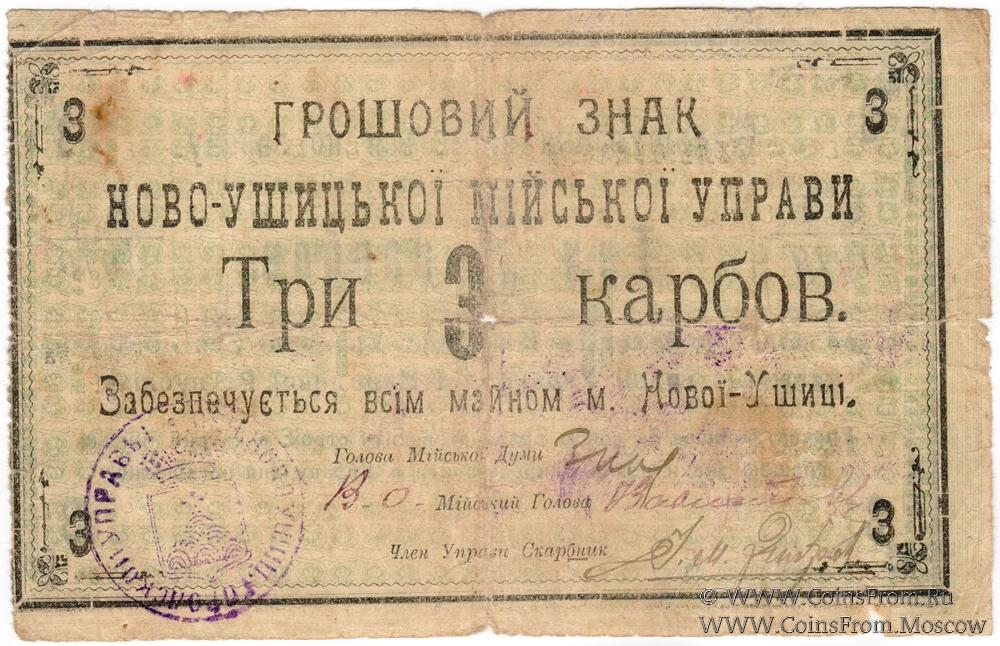 3 3
ГРОШОВИЙ ЗНАК
НОВО-УШИЦЬКОЇ МІЙСЬКОЇ УПРАВИ
Три 3 карбов.
Забезпечується всім майном м. Нової-Ушиці.
Голова Мійської Думи
В. О. Мійський Голова
3 3
Член Управи Скарбник
© WWW.CoinsFrom.Ru
WWW.CoinsFrom.Moscow